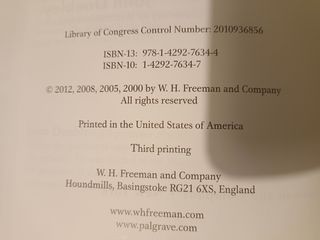 Library of Congress Control Number: 2010936856
ISBN-13: 978-1-4292-7634-4
ISBN-10: 1-4292-7634-7
© 2012, 2008, 2005, 2000 by W. H. Freeman and Company
All rights reserved
Printed in the United States of America
Third printing
W. H. Freeman and Company
Houndmills, Basingstoke RG21 6XS, England
www.whfreeman.com
www.palgrave.com